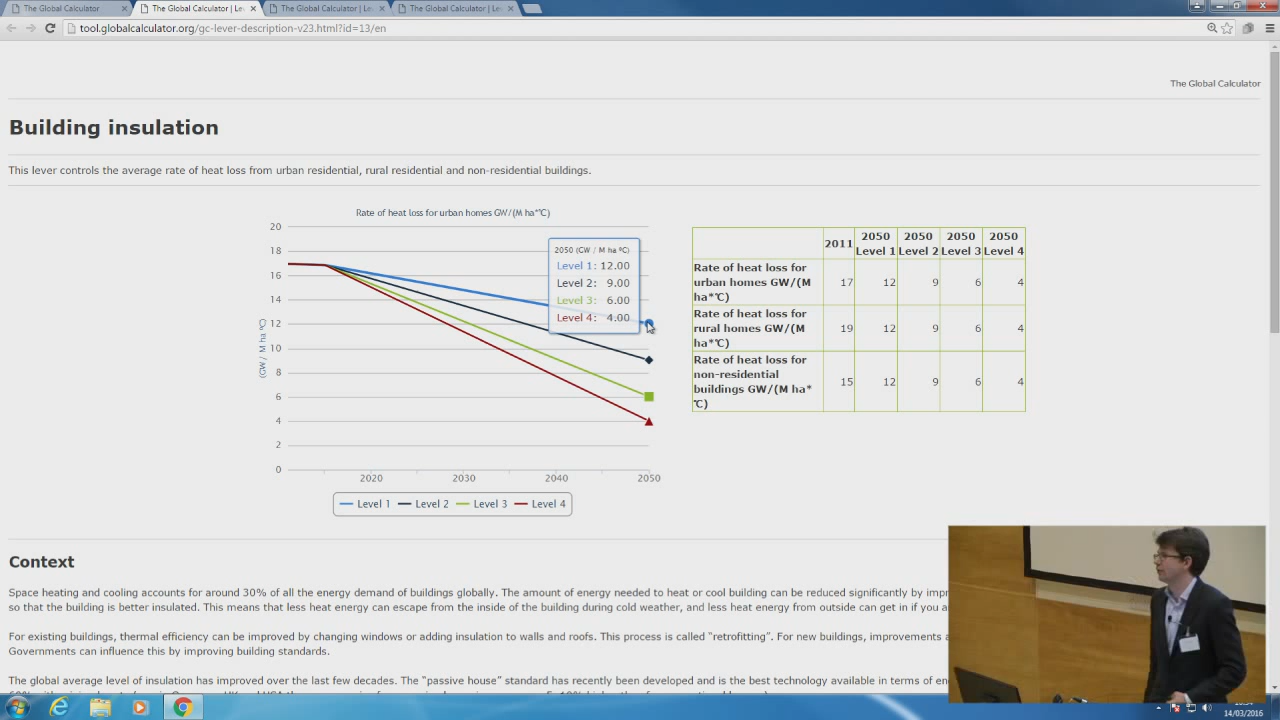 The Global Calculator
The Global Calculator | Lev
The Global Calculator | Lev
The Global Calculator | Lev
tool.globalcalculator.org/gc-lever-description-v23.html?id=13/en
The Global Calculator
Building insulation
This lever controls the average rate of heat loss from urban residential, rural residential and non-residential buildings.
Rate of heat loss for urban homes GW/(M ha*°C)
(GW / M ha °C)
20
18
16
14
12
10
8
6
4
2
0
2020 2030 2040 2050
2050 (GW / M ha °C)
Level 1: 12.00
Level 2: 9.00
Level 3: 6.00
Level 4: 4.00
Level 1 Level 2 Level 3 Level 4
2011 2050 Level 1 2050 Level 2 2050 Level 3 2050 Level 4
Rate of heat loss for
urban homes GW/(M
ha*°C)
17 12 9 6 4
Rate of heat loss for
rural homes GW/(M
ha*°C)
19 12 9 6 4
Rate of heat loss for
non-residential
buildings GW/(M ha*
°C)
15 12 9 6 4
Context
Space heating and cooling accounts for around 30% of all the energy demand of buildings globally. The amount of energy needed to heat or cool building can be reduced significantly by impr
so that the building is better insulated. This means that less heat energy can escape from the inside of the building during cold weather, and less heat energy from outside can get in if you a
For existing buildings, thermal efficiency can be improved by changing windows or adding insulation to walls and roofs. This process is called “retrofitting”. For new buildings, improvements a
Governments can influence this by improving building standards.
The global average level of insulation has improved over the last few decades. The “passive house” standard has recently been developed and is the best technology available in terms of en
14/03/2016